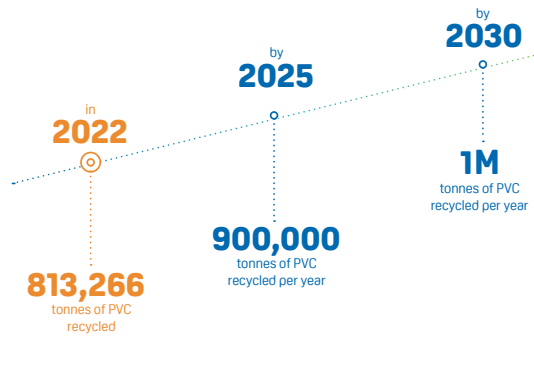 in
2022
813,266
tonnes of PVC
recycled
by
2025
900,000
tonnes of PVC
recycled per year
by
2030
1M
tonnes of PVC
recycled per year